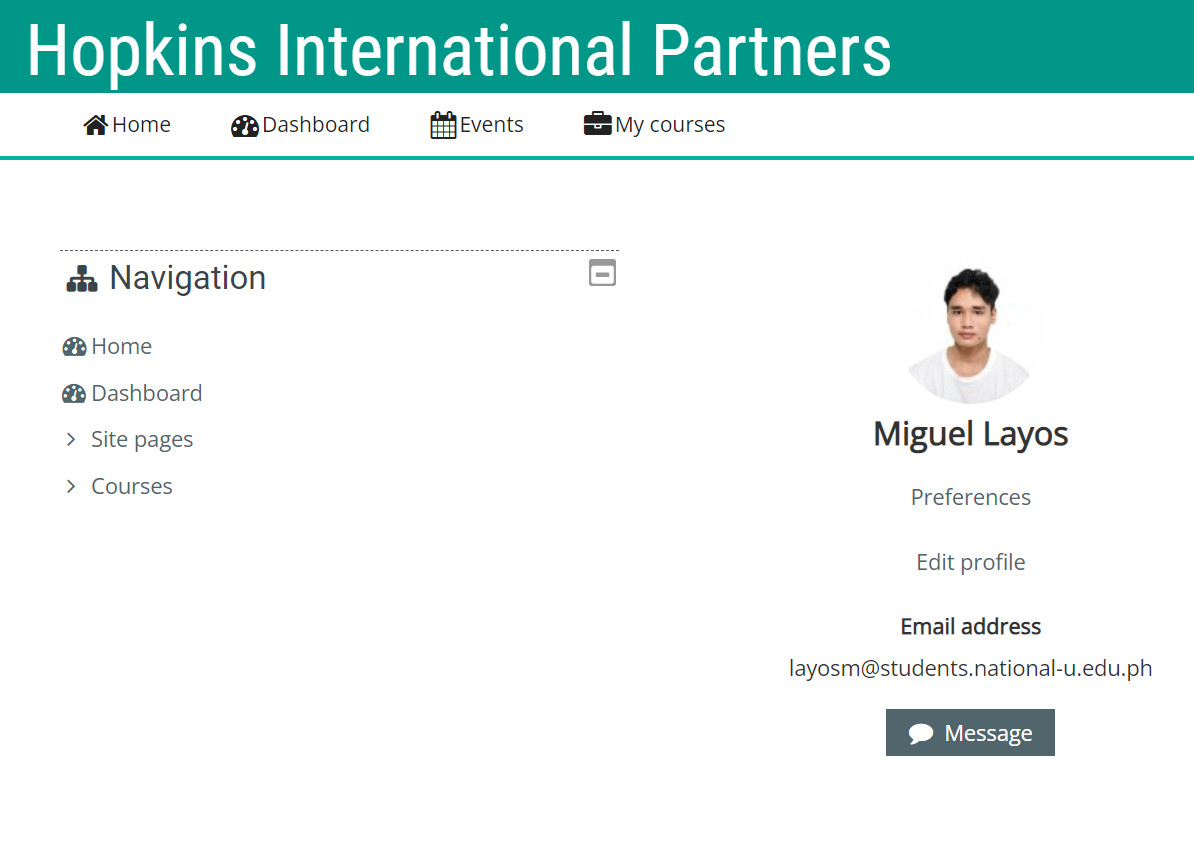 Hopkins International Partners
Home Dashboard Events My courses
Navigation
Home
Dashboard
Site pages
Courses
Miguel Layos
Preferences
Edit profile
Email address
layosm@students.national-u.edu.ph
Message